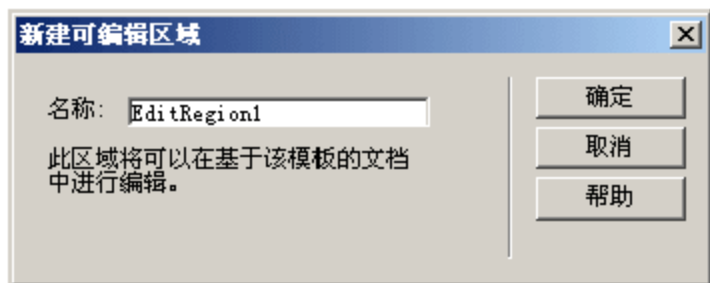 新建可编辑区域
名称: EditRegion1
确定
此区域将可以在基于该模板的文档
中进行编辑。
取消
帮助